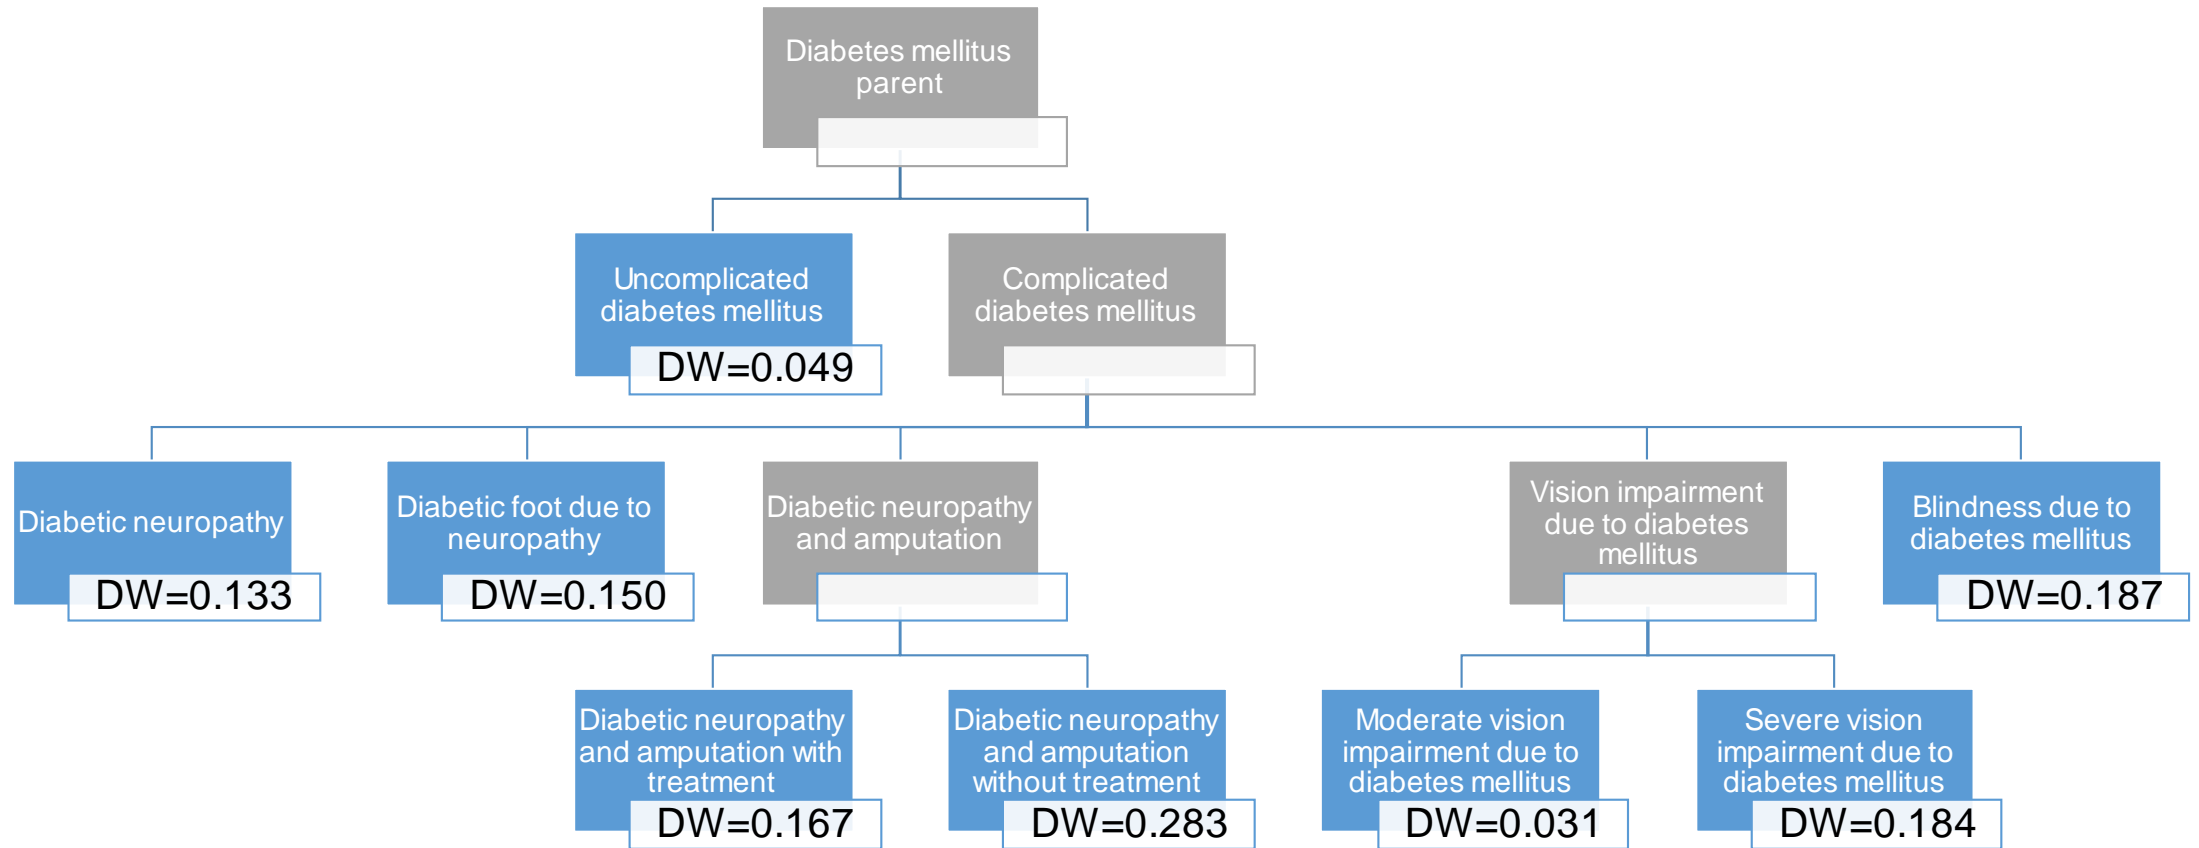 Diabetes mellitus
parent
Uncomplicated
diabetes mellitus
DW=0.049
Complicated
diabetes mellitus
Diabetic neuropathy
DW=0.133
Diabetic foot due to
neuropathy
DW=0.150
Diabetic neuropathy
and amputation
Vision impairment
due to diabetes
mellitus
Blindness due to
diabetes mellitus
DW=0.187
Diabetic neuropathy
and amputation with
treatment
DW=0.167
Diabetic neuropathy
and amputation
without treatment
DW=0.283
Moderate vision
impairment due to
diabetes mellitus
DW=0.031
Severe vision
impairment due to
diabetes mellitus
DW=0.184